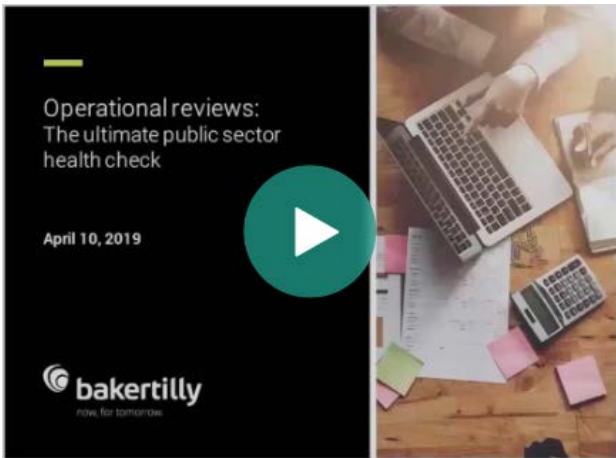 Operational reviews:
The ultimate public sector
health check
April 10, 2019
bakertilly
now, for tomorrow.